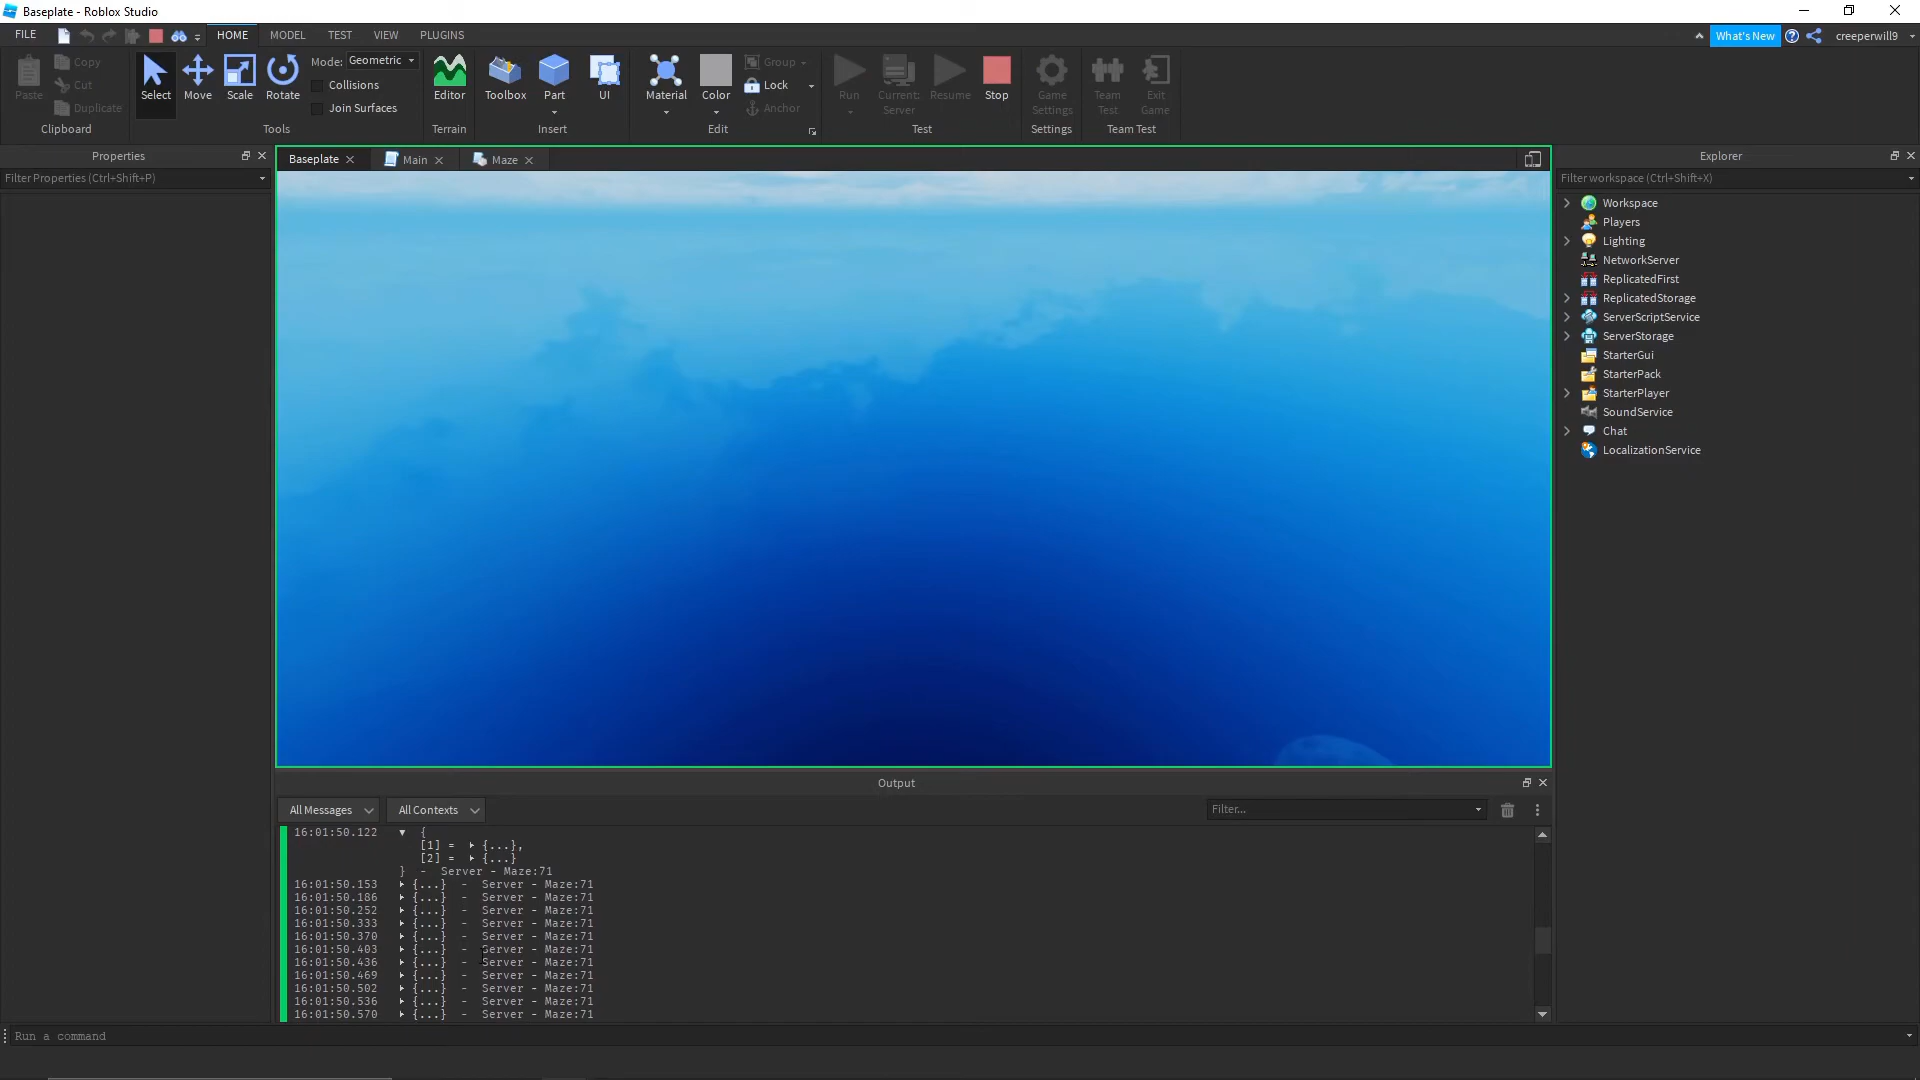 Baseplate - Roblox Studio
FILE HOME MODEL TEST VIEW PLUGINS What's New creeperwill9
Paste Copy Cut Duplicate Clipboard
Select Move Scale Rotate Mode: Geometric Collisions Join Surfaces Tools
Editor Terrain
Toolbox Part UI Insert
Material Color Group Lock Anchor Edit
Run Current: Server Resume Stop Test
Game Settings Settings
Team Test Exit Game Team Test
Properties
Filter Properties (Ctrl+Shift+P)
Baseplate Main Maze
Explorer
Filter workspace (Ctrl+Shift+X)
Workspace
Players
Lighting
NetworkServer
ReplicatedFirst
ReplicatedStorage
ServerScriptService
ServerStorage
StarterGui
StarterPack
StarterPlayer
SoundService
Chat
LocalizationService
Output
All Messages All Contexts Filter...
16:01:50.122 {
[1] = {...},
[2] = {...}
} - Server - Maze:71
16:01:50.153 {...} - Server - Maze:71
16:01:50.186 {...} - Server - Maze:71
16:01:50.252 {...} - Server - Maze:71
16:01:50.333 {...} - Server - Maze:71
16:01:50.370 {...} - Server - Maze:71
16:01:50.403 {...} - Server - Maze:71
16:01:50.436 {...} - Server - Maze:71
16:01:50.469 {...} - Server - Maze:71
16:01:50.502 {...} - Server - Maze:71
16:01:50.536 {...} - Server - Maze:71
16:01:50.570 {...} - Server - Maze:71
Run a command